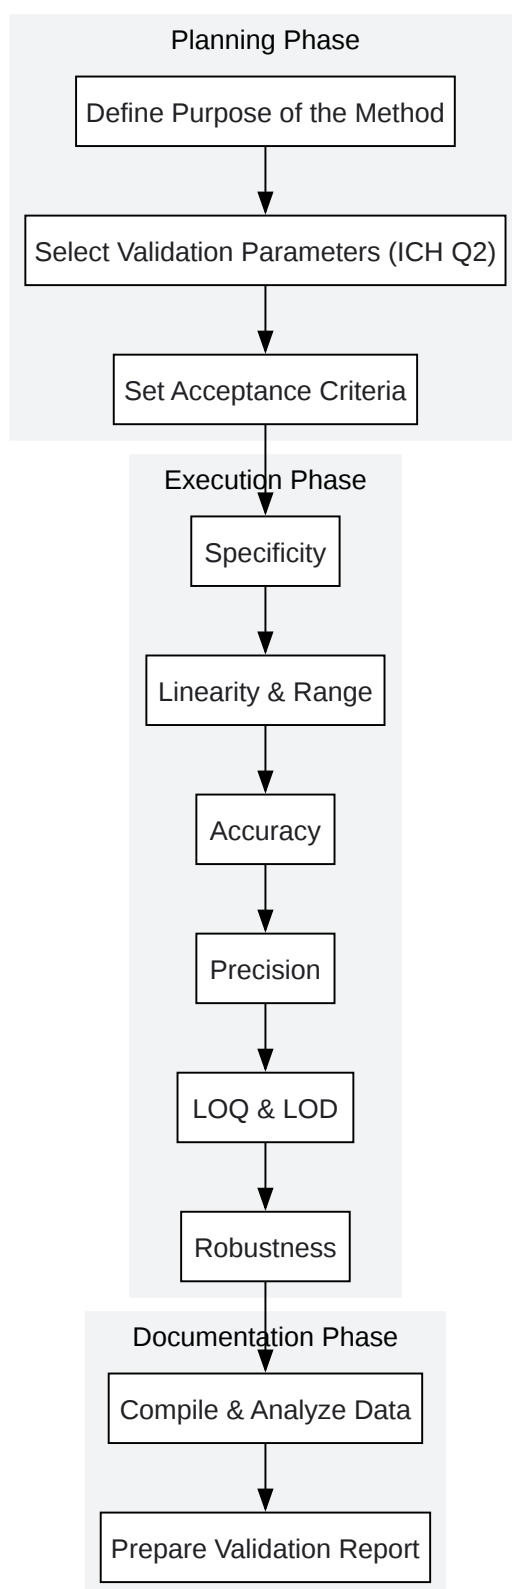 Planning Phase
Define Purpose of the Method
Select Validation Parameters (ICH Q2)
Set Acceptance Criteria
Execution Phase
Specificity
Linearity & Range
Accuracy
Precision
LOQ & LOD
Robustness
Documentation Phase
Compile & Analyze Data
Prepare Validation Report